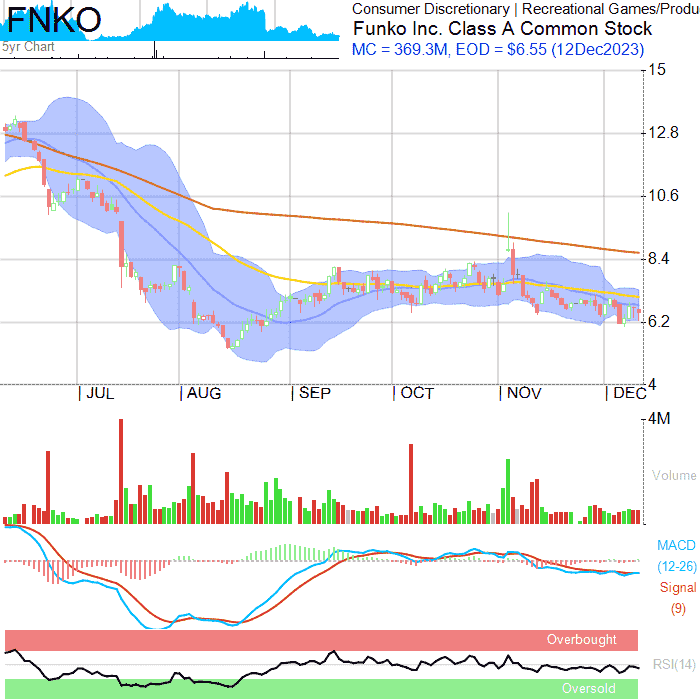 FNKO
5yr Chart
Consumer Discretionary | Recreational Games/Produ
Funko Inc. Class A Common Stock
MC = 369.3M, EOD = $6.55 (12Dec2023)
15
12.8
10.6
8.4
6.2
4
| JUL | AUG | SEP | OCT | NOV | DEC
4M
Volume
MACD
(12-26)
Signal
(9)
Overbought
RSI(14)
Oversold